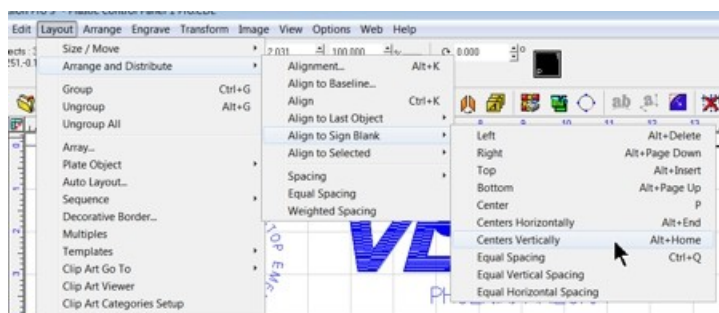 Edit Layout Arrange Engrave Transform Image View Options Web Help
Size / Move 2.031 100.000 0.000
Arrange and Distribute
Group Ctrl+G
Ungroup Alt+G
Ungroup All
Array...
Plate Object
Auto Layout...
Sequence
Decorative Border...
Multiples
Templates
Clip Art Go To
Clip Art Viewer
Clip Art Categories Setup
Alignment... Alt+K
Align to Baseline...
Align Ctrl+K
Align to Last Object
Align to Sign Blank
Align to Selected
Spacing
Equal Spacing
Weighted Spacing
Left Alt+Delete
Right Alt+Page Down
Top Alt+Insert
Bottom Alt+Page Up
Center P
Centers Horizontally Alt+End
Centers Vertically Alt+Home
Equal Spacing Ctrl+Q
Equal Vertical Spacing
Equal Horizontal Spacing
ab
TOP